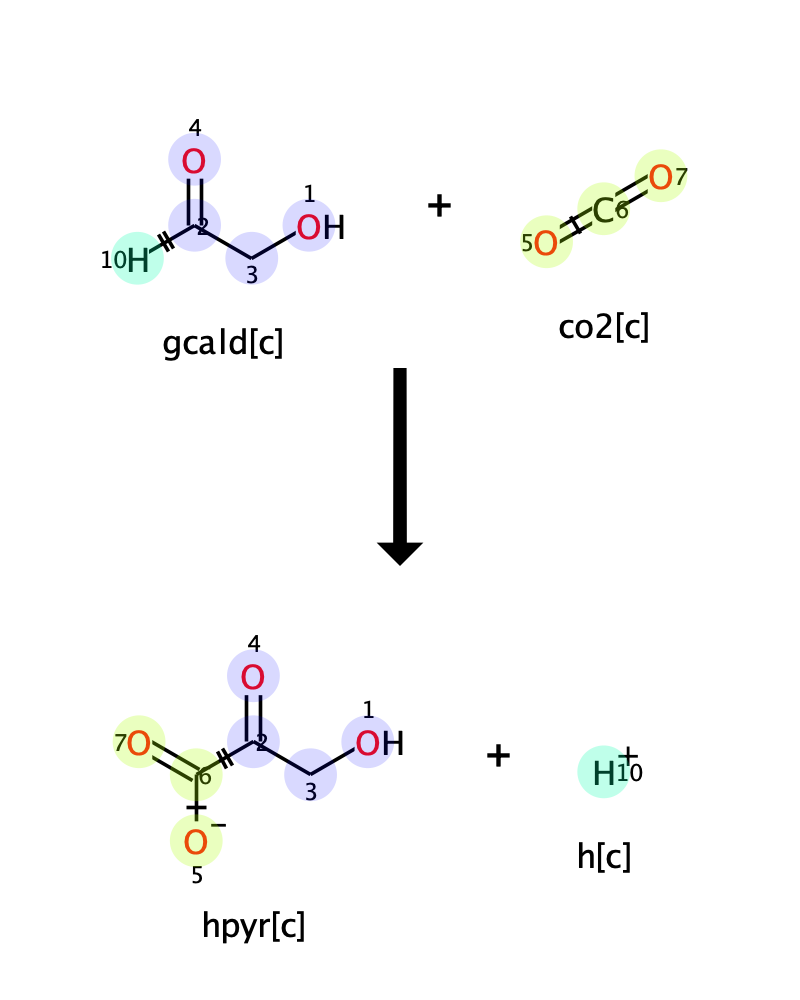 4
O
1
OH
2
10H
3
gcald[c]
+
O7
C6
5O
co2[c]
4
O
1
OH
2
7O
6
3
O−
5
hpyr[c]
+
H+
10
h[c]